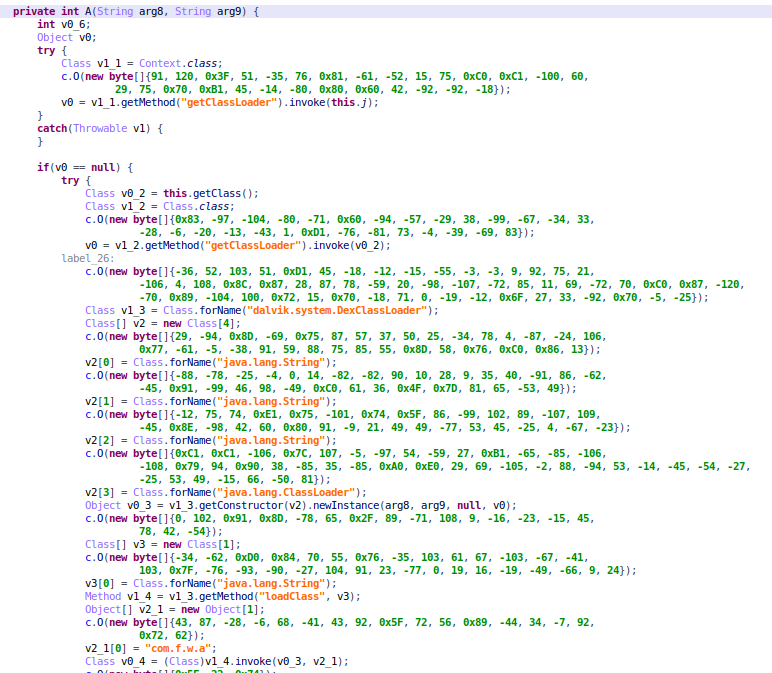 private int A(String arg8, String arg9) {
int v0_6;
Object v0;
try {
Class v1_1 = Context.class;
c.O(new byte[]{91, 120, 0x3F, 51, -35, 76, 0x81, -61, -52, 15, 75, 0xC0, 0xC1, -100, 60,
29, 75, 0x70, 0xB1, 45, -14, -80, 0x80, 0x60, 42, -92, -92, -18});
v0 = v1_1.getMethod("getClassLoader").invoke(this.j);
}
catch(Throwable v1) {
}
if(v0 == null) {
try {
Class v0_2 = this.getClass();
Class v1_2 = Class.class;
c.O(new byte[]{0x83, -97, -104, -80, -71, 0x60, -94, -57, -29, 38, -99, -67, -34, 33,
-28, -6, -20, -13, -43, 1, 0xD1, -76, -81, 73, -4, -39, -69, 83});
v0 = v1_2.getMethod("getClassLoader").invoke(v0_2);
label_26:
c.O(new byte[]{-36, 52, 103, 51, 0xD1, 45, -18, -12, -15, -55, -3, -3, 9, 92, 75, 21,
-106, 4, 108, 0x8C, 0x87, 28, 87, 78, -59, 20, -98, -107, -72, 85, 11, 69, -72, 70, 0xC0, 0x87, -120,
-70, 0x89, -104, 100, 0x72, 15, 0x70, -18, 71, 0, -19, -12, 0x6F, 27, 33, -92, 0x70, -5, -25});
Class v1_3 = Class.forName("dalvik.system.DexClassLoader");
Class[] v2 = new Class[4];
c.O(new byte[]{29, -94, 0x8D, -69, 0x75, 87, 57, 37, 50, 25, -34, 78, 4, -87, -24, 106,
0x77, -61, -5, -38, 91, 59, 88, 75, 85, 55, 0x8D, 58, 0x76, 0xC0, 0x86, 13});
v2[0] = Class.forName("java.lang.String");
c.O(new byte[]{-88, -78, -25, -4, 0, 14, -82, -82, 90, 10, 28, 9, 35, 40, -91, 86, -62,
-45, 0x91, -99, 46, 98, -49, 0xC0, 61, 36, 0x4F, 0x7D, 81, 65, -53, 49});
v2[1] = Class.forName("java.lang.String");
c.O(new byte[]{-12, 75, 74, 0xE1, 0x75, -101, 0x74, 0x5F, 86, -99, 102, 89, -107, 109,
-45, 0x8E, -98, 42, 60, 0x80, 91, -9, 21, 49, 49, -77, 53, 45, -25, 4, -67, -23});
v2[2] = Class.forName("java.lang.String");
c.O(new byte[]{0xC1, 0xC1, -106, 0x7C, 107, -5, -97, 54, -59, 27, 0xB1, -65, -85, -106,
-108, 0x79, 94, 0x90, 38, -85, 35, -85, 0xA0, 0xE0, 29, 69, -105, -2, 88, -94, 53, -14, -45, -54, -27,
-25, 53, 49, -15, 66, -50, 81});
v2[3] = Class.forName("java.lang.ClassLoader");
Object v0_3 = v1_3.getConstructor(v2).newInstance(arg8, arg9, null, v0);
c.O(new byte[]{0, 102, 0x91, 0x8D, -78, 65, 0x2F, 89, -71, 108, 9, -16, -23, -15, 45,
78, 42, -54});
Class[] v3 = new Class[1];
c.O(new byte[]{-34, -62, 0xD0, 0x84, 70, 55, 0x76, -35, 103, 61, 67, -103, -67, -41,
103, 0x7F, -76, -93, -90, -27, 104, 91, 23, -77, 0, 19, 16, -19, -49, -66, 9, 24});
v3[0] = Class.forName("java.lang.String");
Method v1_4 = v1_3.getMethod("loadClass", v3);
Object[] v2_1 = new Object[1];
c.O(new byte[]{43, 87, -28, -6, 68, -41, 43, 92, 0x5F, 72, 56, 0x89, -44, 34, -7, 92,
0x72, 62});
v2_1[0] = "com.f.w.a";
Class v0_4 = (Class)v1_4.invoke(v0_3, v2_1);